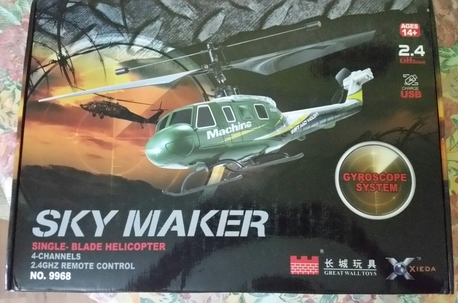 AGES
14+
2.4
GHz
CHARGE
USB
Machine
GYROSCOPE
SYSTEM
SKY MAKER
SINGLE- BLADE HELICOPTER
4-CHANNELS
2.4GHZ REMOTE CONTROL
NO. 9968
长城玩具
GREAT WALL TOYS
XIEDA